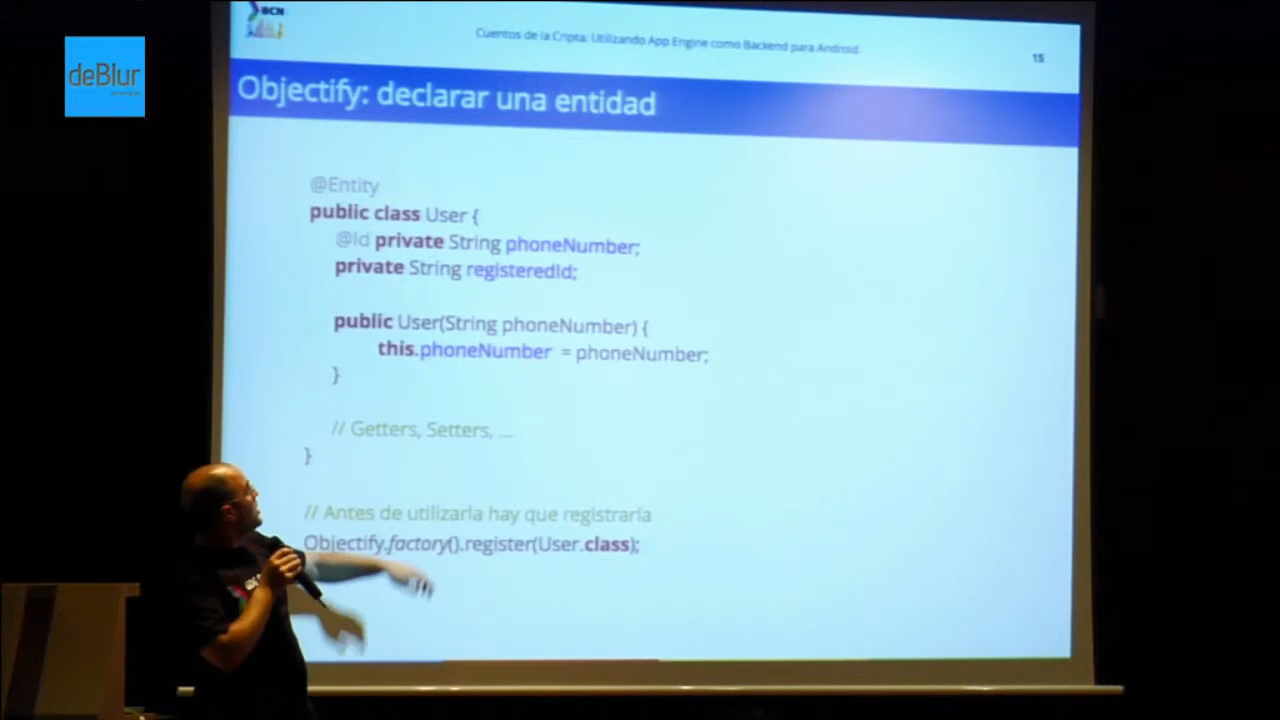 deBlur
BCN
Cuentos de la Cripta: Utilizando App Engine como Backend para Android
15
Objectify: declarar una entidad
@Entity
public class User {
@Id private String phoneNumber;
private String registeredId;
public User(String phoneNumber) {
this.phoneNumber = phoneNumber;
}
// Getters, Setters, ...
}
// Antes de utilizarla hay que registrarla
Objectify.factory().register(User.class);